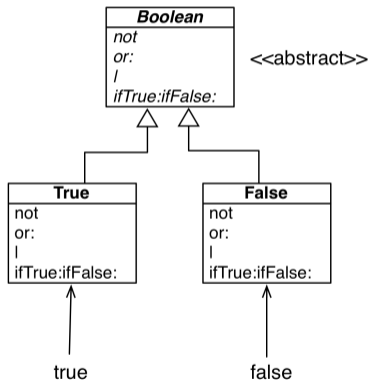 Boolean
not
or:
|
ifTrue:ifFalse:
<<abstract>>
True
not
or:
|
ifTrue:ifFalse:
False
not
or:
|
ifTrue:ifFalse:
true
false